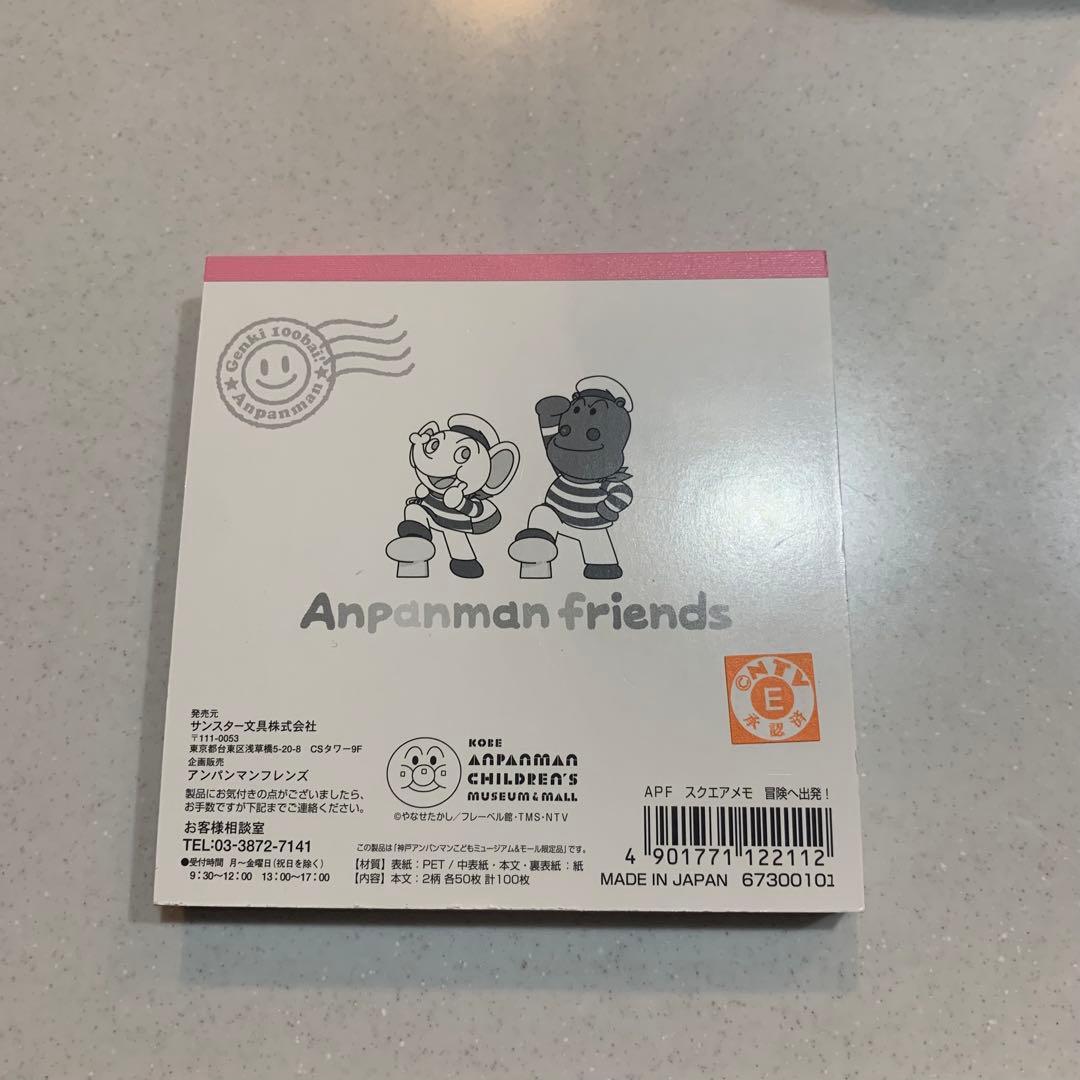 Genki 100bai!
Anpanman
Anpanman friends
©NTV
E
承認済
発売元
サンスター文具株式会社
〒111-0053
東京都台東区浅草橋5-20-8 CSタワー9F
企画販売
アンパンマンフレンズ
製品にお気付きの点がございましたら、
お手数ですが下記までご連絡ください。
お客様相談室
TEL:03-3872-7141
●受付時間 月〜金曜日(祝日を除く)
9:30〜12:00 13:00〜17:00
KOBE
ANPANMAN
CHILDREN'S
MUSEUM & MALL
©やなせたかし/フレーベル館・TMS・NTV
この製品は「神戸アンパンマンこどもミュージアム&モール限定品」です。
【材質】表紙:PET/中表紙・本文・裏表紙:紙
【内容】本文:2柄 各50枚 計100枚
APF スクエアメモ 冒険へ出発!
4 901771 122112
MADE IN JAPAN 67300101